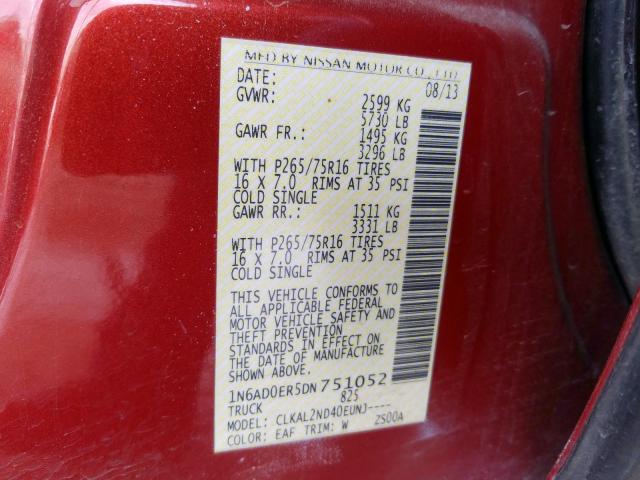 MFD BY NISSAN MOTOR CO., LTD.
DATE: 08/13
GVWR: 2599 KG
5730 LB
GAWR FR.: 1495 KG
3296 LB
WITH P265/75R16 TIRES
16 X 7.0 RIMS AT 35 PSI
COLD SINGLE
GAWR RR.: 1511 KG
3331 LB
WITH P265/75R16 TIRES
16 X 7.0 RIMS AT 35 PSI
COLD SINGLE
THIS VEHICLE CONFORMS TO
ALL APPLICABLE FEDERAL
MOTOR VEHICLE SAFETY AND
THEFT PREVENTION
STANDARDS IN EFFECT ON
THE DATE OF MANUFACTURE
SHOWN ABOVE.
1N6AD0ER5DN751052
TRUCK 825
MODEL: CLKAL2ND40EUNJ----
COLOR: EAF TRIM: W ZS00A